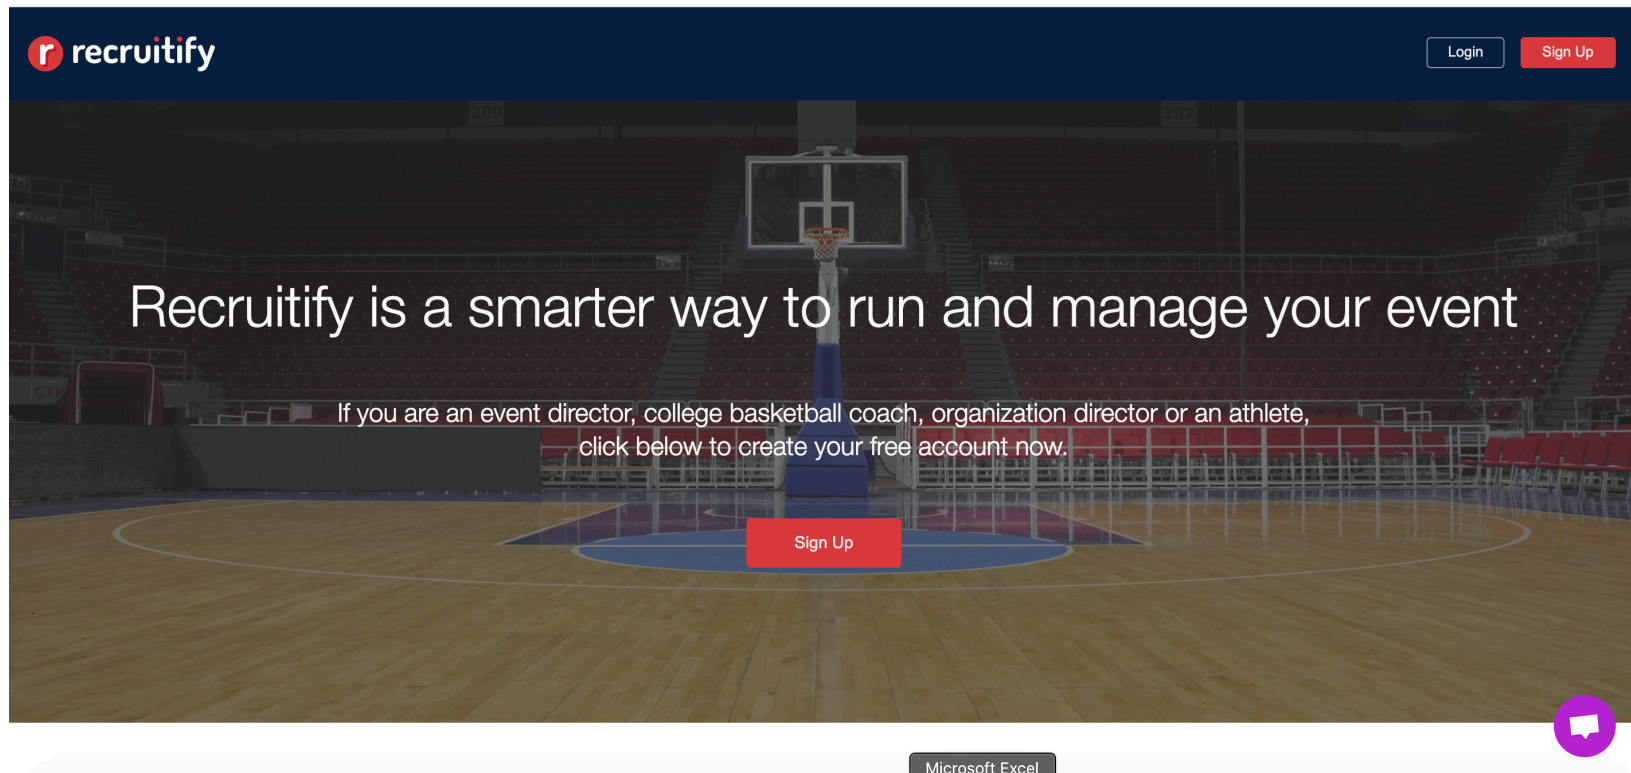 recruitify
Login
Sign Up
209
207
Recruitify is a smarter way to run and manage your event
If you are an event director, college basketball coach, organization director or an athlete,
click below to create your free account now.
Sign Up
Microsoft Excel